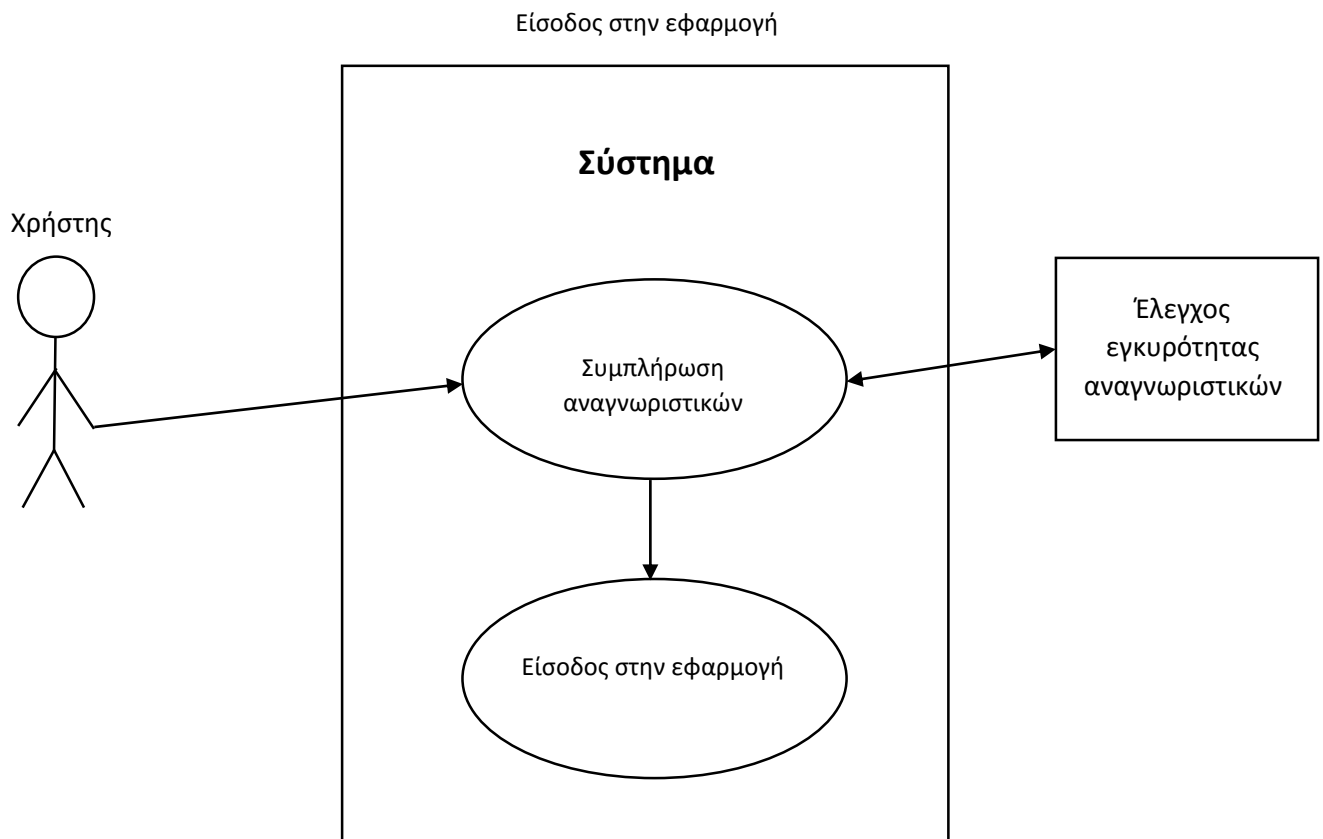 Είσοδος στην εφαρμογή
Σύστημα
Χρήστης
Συμπλήρωση
αναγνωριστικών
Έλεγχος
εγκυρότητας
αναγνωριστικών
Είσοδος στην εφαρμογή